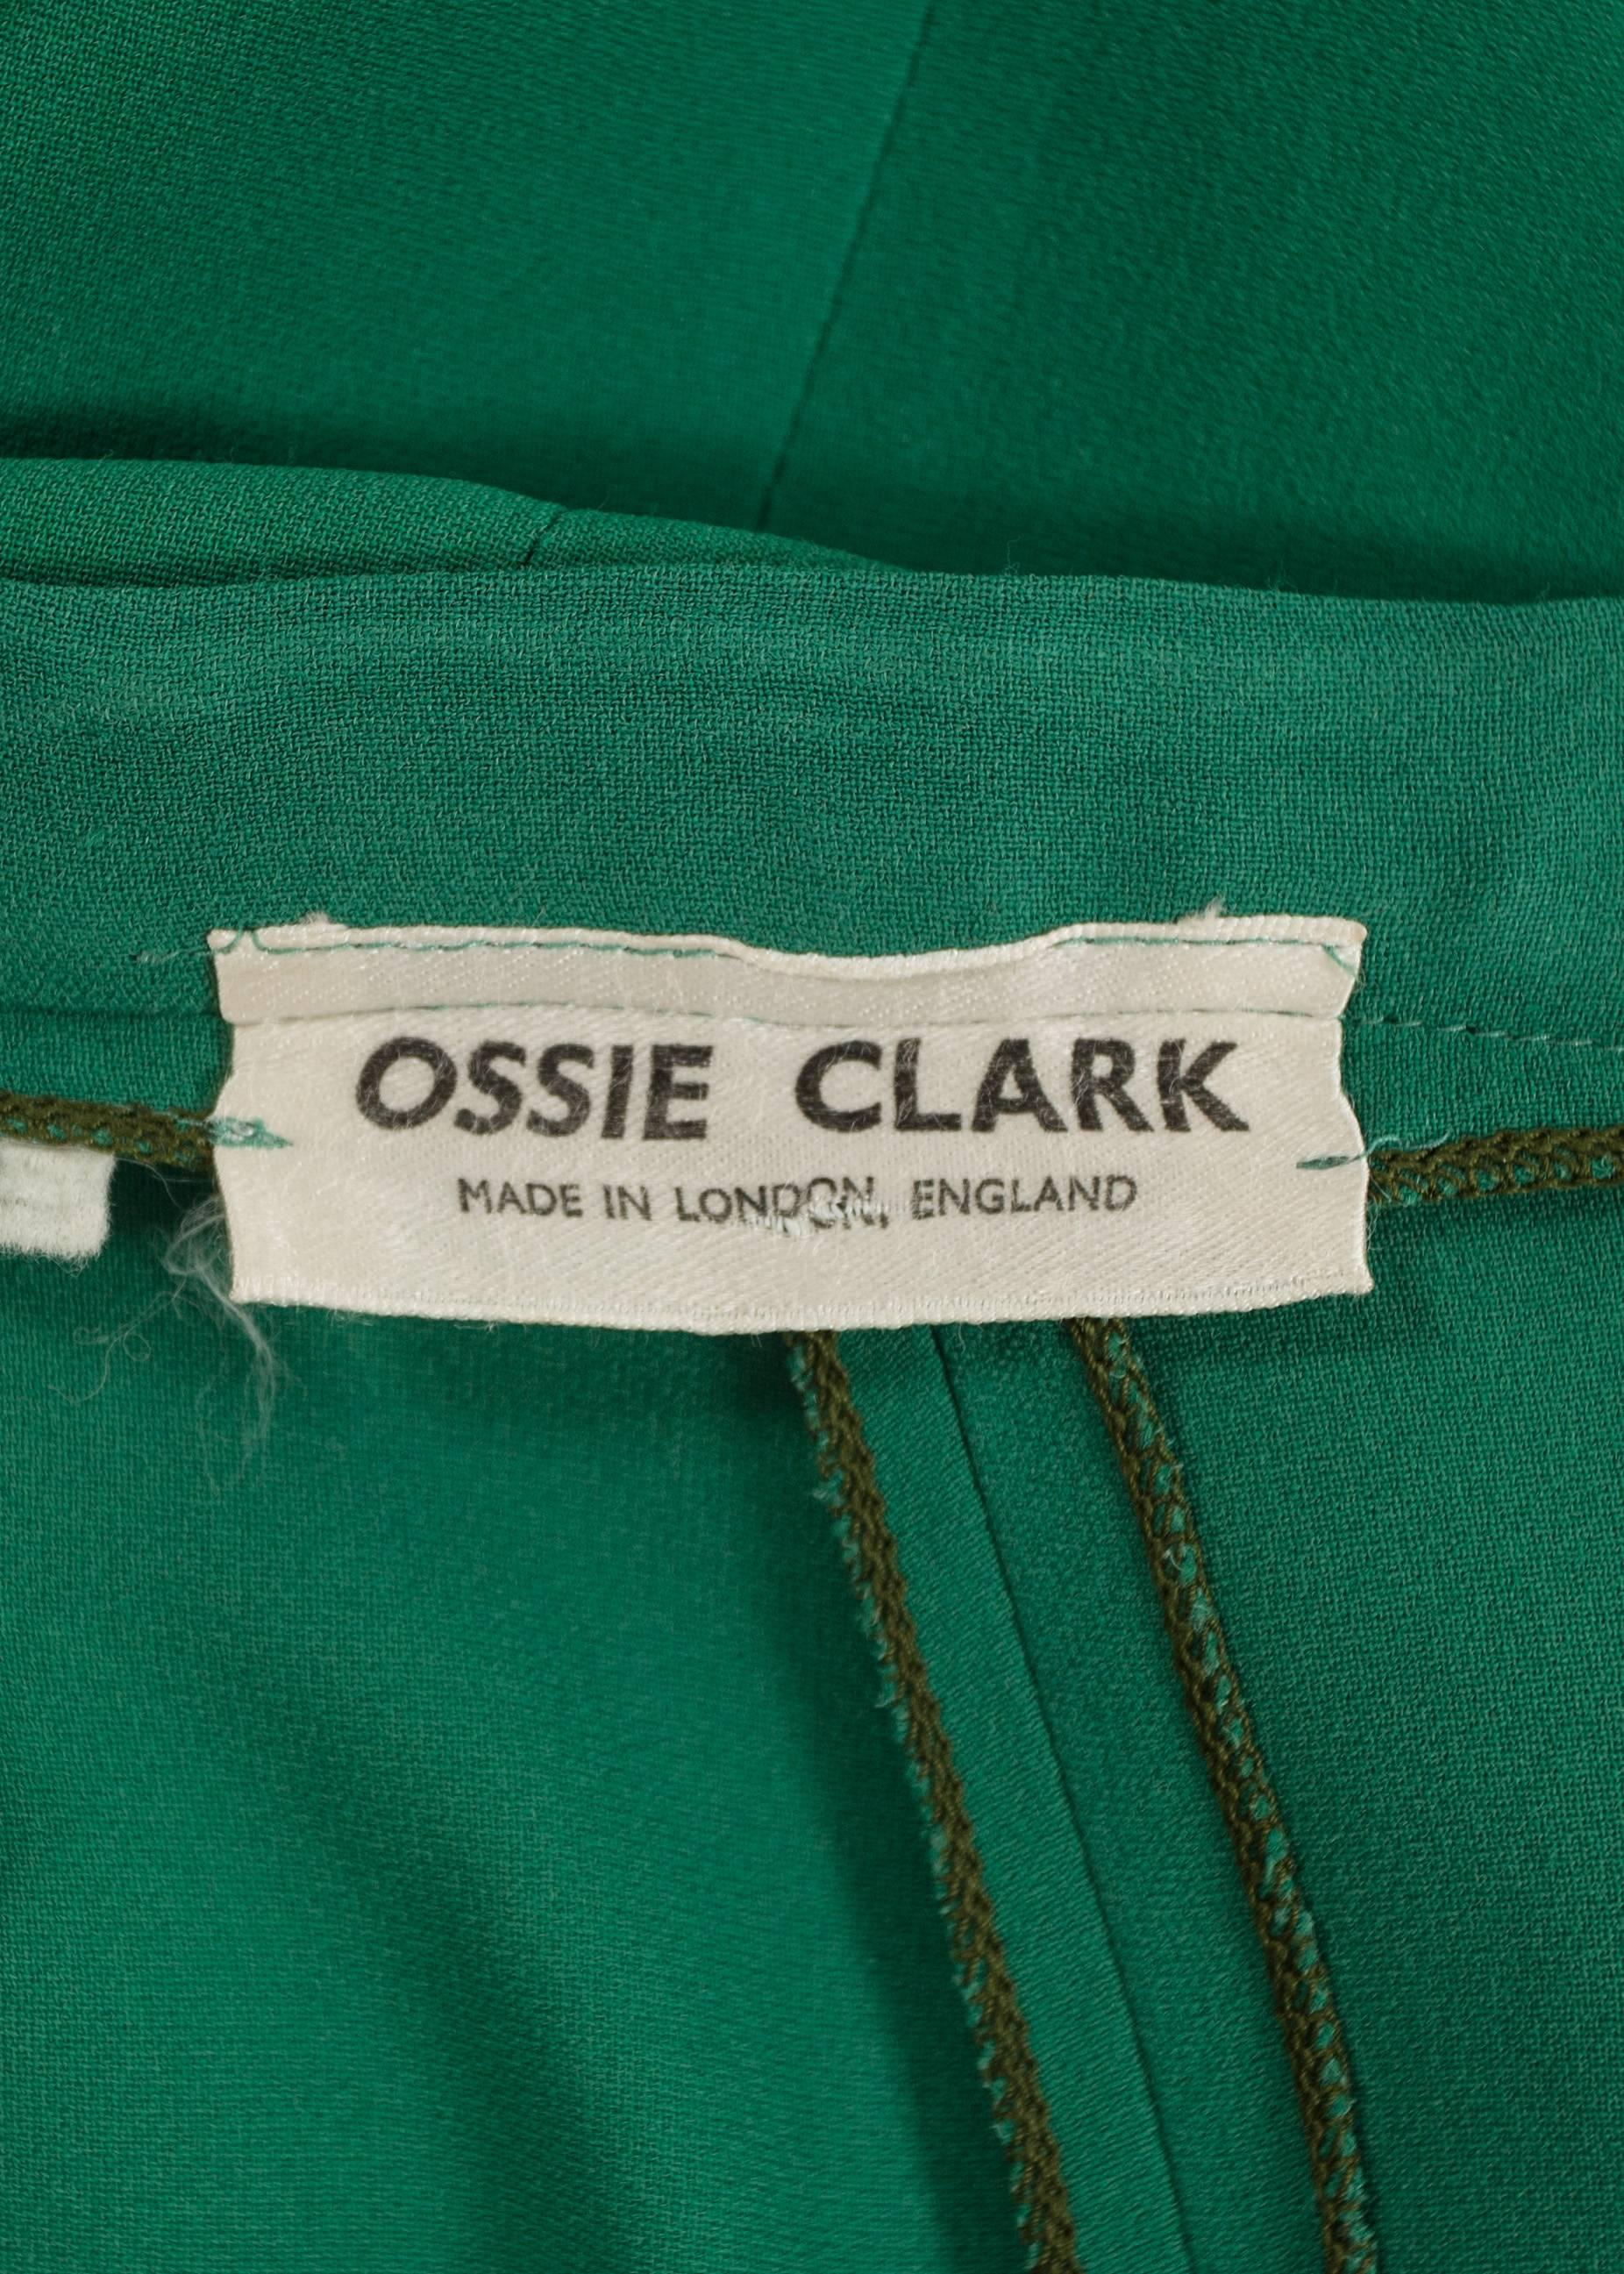 OSSIE CLARK
MADE IN LONDON, ENGLAND